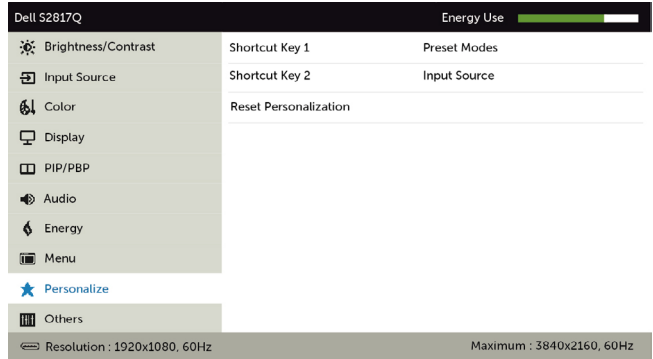 Dell S2817Q Energy Use
Brightness/Contrast Shortcut Key 1 Preset Modes
Input Source Shortcut Key 2 Input Source
Color Reset Personalization
Display
PIP/PBP
Audio
Energy
Menu
Personalize
Others
Resolution : 1920x1080, 60Hz Maximum : 3840x2160, 60Hz